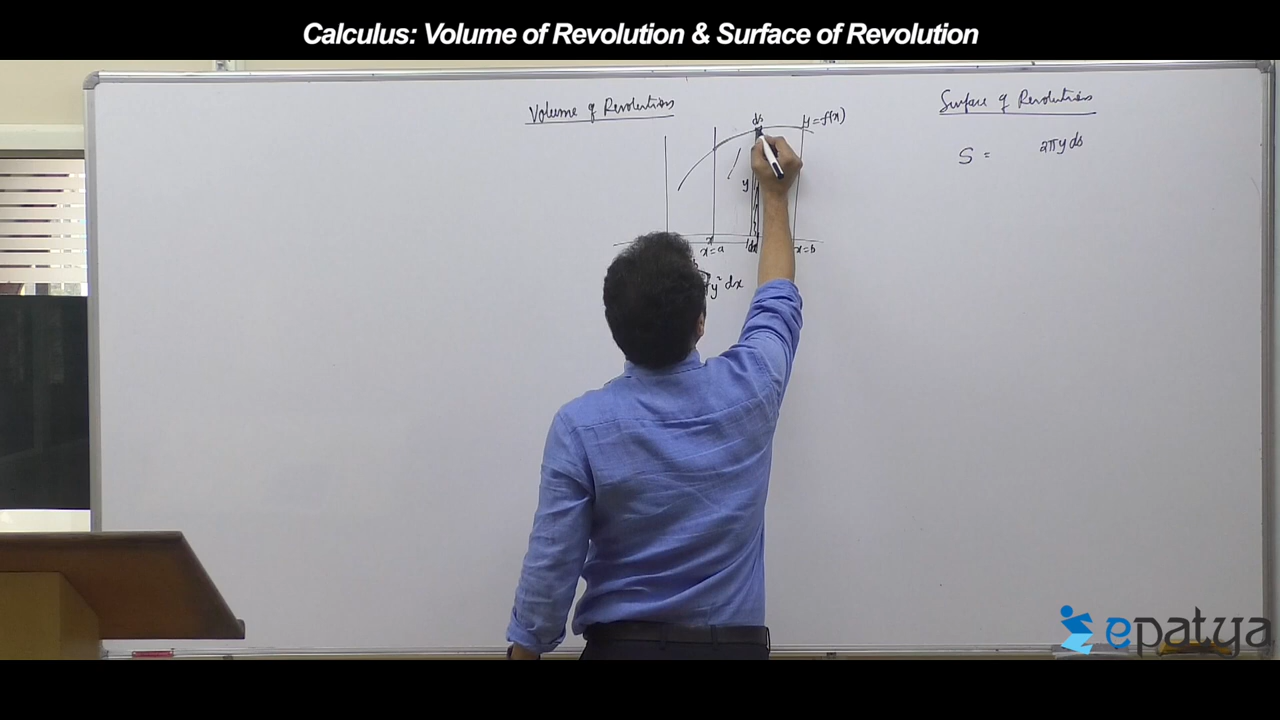 Calculus: Volume of Revolution & Surface of Revolution
Volume of Revolution
Surface of Revolution
ds
y = f(x)
S = 2πy ds
y
x=a
dx
x=b
y² dx
epatya